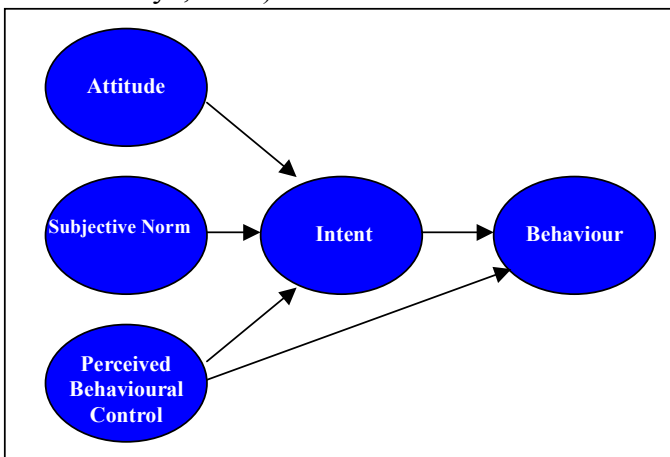 Attitude
Subjective Norm
Intent
Behaviour
Perceived
Behavioural
Control